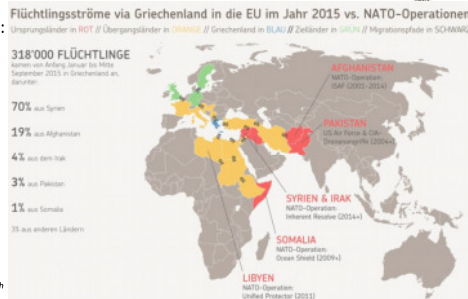 Flüchtlingsströme via Griechenland in die EU im Jahr 2015 vs. NATO-Operationen
Ursprungsländer in ROT // Übergangsländer in ORANGE // Griechenland in BLAU // Zielländer in GRÜN // Migrationspfade in SCHWARZ
318'000 FLÜCHTLINGE
kamen von Anfang Januar bis Mitte
September 2015 in Griechenland an,
darunter:
70% aus Syrien
19% aus Afghanistan
4% aus dem Irak
3% aus Pakistan
1% aus Somalia
3% aus anderen Ländern
AFGHANISTAN
NATO-Operation:
ISAF (2001-2014)
PAKISTAN
US Air Force & CIA-
Drohnenangriffe (2004+)
SYRIEN & IRAK
NATO-Operation:
Inherent Resolve (2014+)
SOMALIA
NATO-Operation:
Ocean Shield (2009+)
LIBYEN
NATO-Operation:
Unified Protector (2011)